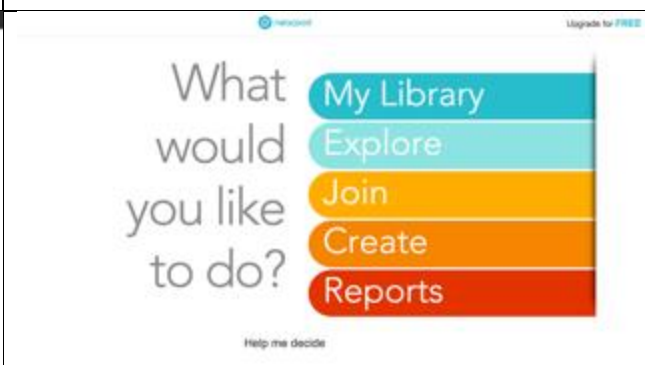 nearpod
Upgrade for FREE
What
would
you like
to do?
My Library
Explore
Join
Create
Reports
Help me decide